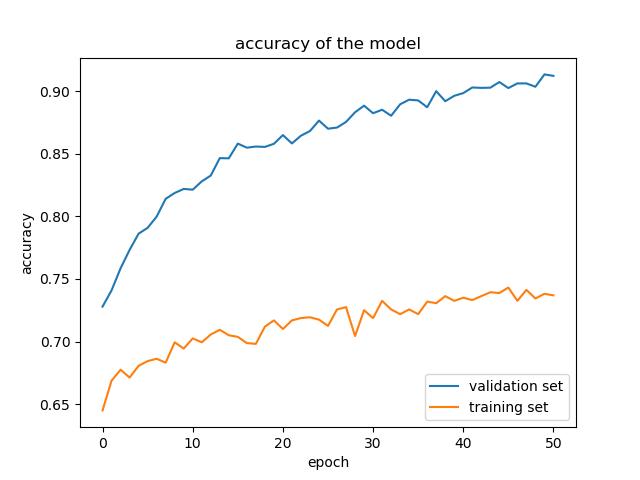 accuracy of the model
accuracy
0.90
0.85
0.80
0.75
0.70
0.65
validation set
training set
0
10
20
30
40
50
epoch